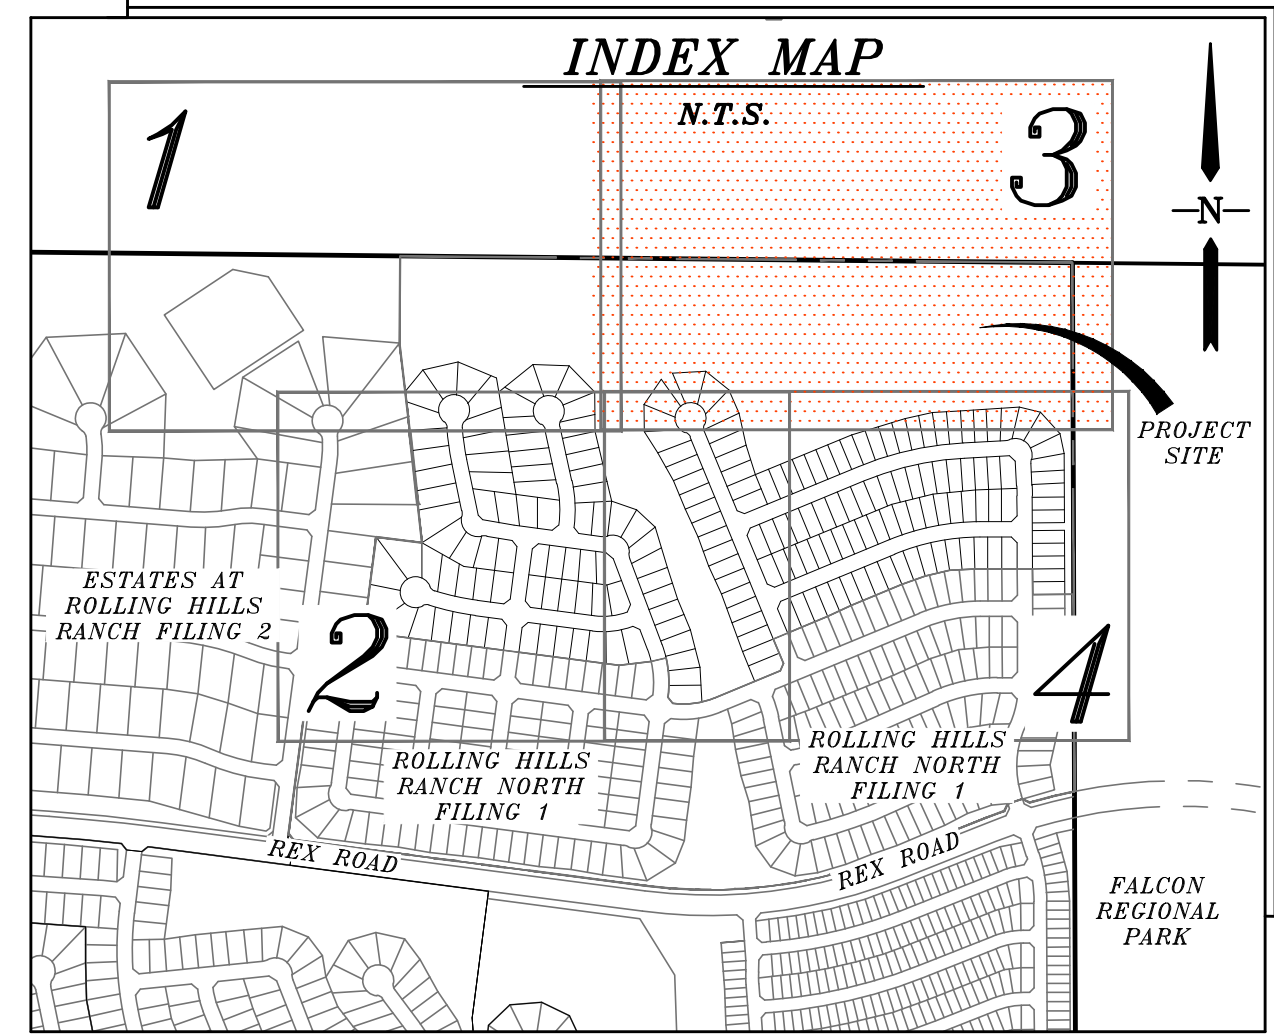 INDEX MAP
N.T.S.
1
3
N
PROJECT
SITE
ESTATES AT
ROLLING HILLS
RANCH FILING 2
2
4
ROLLING HILLS
RANCH NORTH
FILING 1
ROLLING HILLS
RANCH NORTH
FILING 1
REX ROAD
REX ROAD
FALCON
REGIONAL
PARK